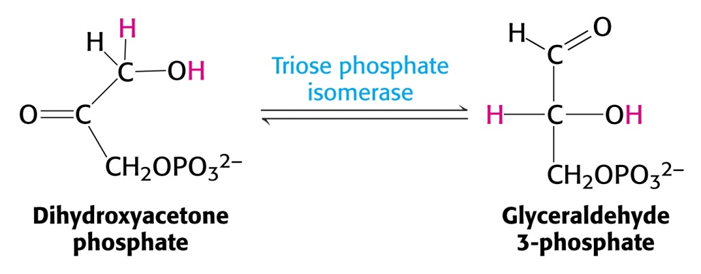 H
H
C—OH
O=C
CH₂OPO₃²⁻
Dihydroxyacetone
phosphate
Triose phosphate
isomerase
H
O
C
H—C—OH
CH₂OPO₃²⁻
Glyceraldehyde
3-phosphate